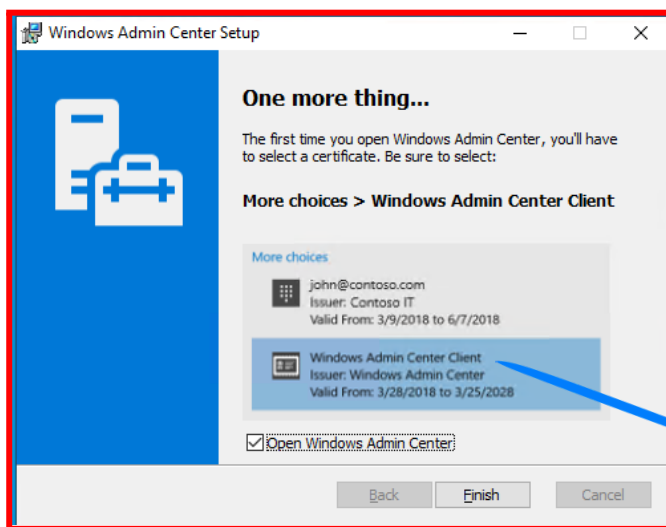 Windows Admin Center Setup
One more thing...
The first time you open Windows Admin Center, you'll have
to select a certificate. Be sure to select:
More choices > Windows Admin Center Client
More choices
john@contoso.com
Issuer: Contoso IT
Valid From: 3/9/2018 to 6/7/2018
Windows Admin Center Client
Issuer: Windows Admin Center
Valid From: 3/28/2018 to 3/25/2028
Open Windows Admin Center
Back
Finish
Cancel